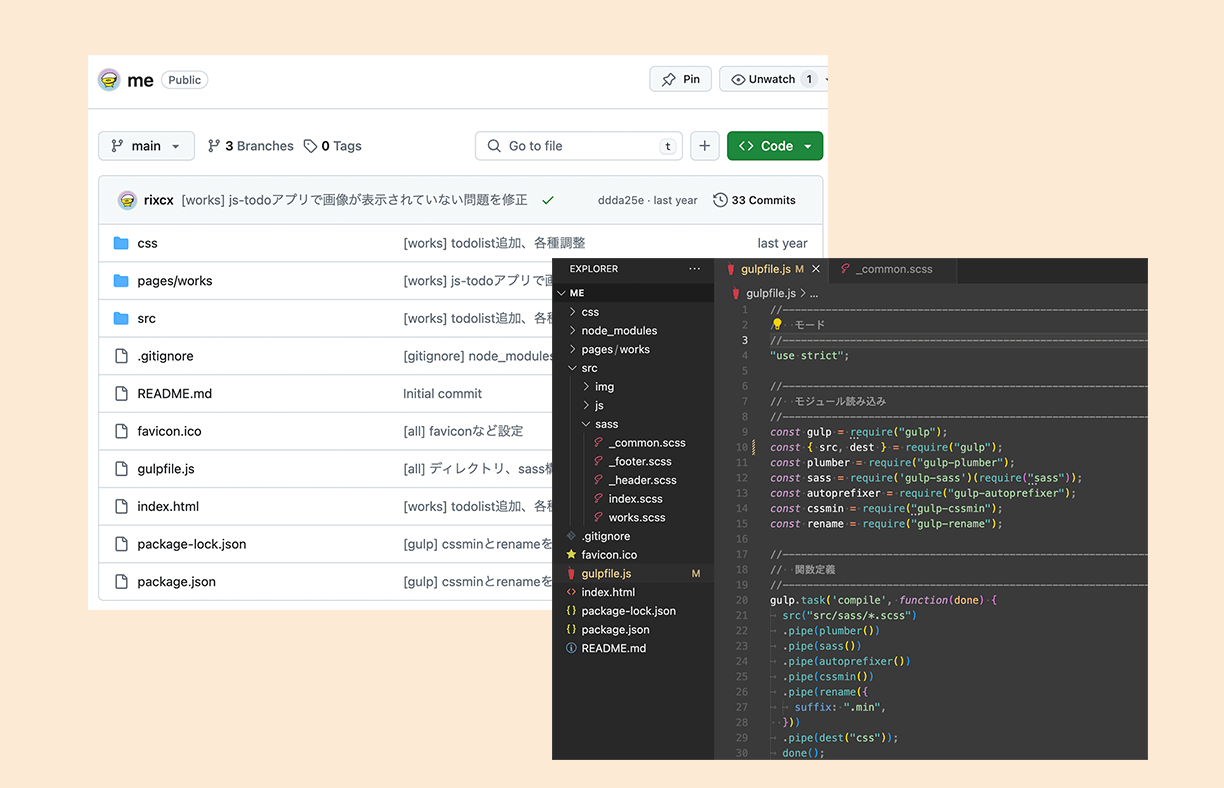 me Public Pin Unwatch 1
main 3 Branches 0 Tags Go to file t Code
rixcx [works] js-todoアプリで画像が表示されていない問題を修正 ddda25e · last year 33 Commits
css [works] todolist追加、各種調整 last year
pages/works [works] js-todoアプリで
src [works] todolist追加、各
.gitignore [gitignore] node_modules
README.md Initial commit
favicon.ico [all] faviconなど設定
gulpfile.js [all] ディレクトリ、sass
index.html [works] todolist追加、各
package-lock.json [gulp] cssminとrenameを
package.json [gulp] cssminとrenameを
EXPLORER ...
ME
css
node_modules
pages/works
src
img
js
sass
_common.scss
_footer.scss
_header.scss
index.scss
works.scss
.gitignore
favicon.ico
gulpfile.js M
index.html
package-lock.json
package.json
README.md
gulpfile.js M _common.scss
gulpfile.js > ...
1 //
2 モード
3 //
4 "use strict";
5
6 //
7 // モジュール読み込み
8 //
9 const gulp = require("gulp");
10 const { src, dest } = require("gulp");
11 const plumber = require("gulp-plumber");
12 const sass = require('gulp-sass')(require("sass"));
13 const autoprefixer = require("gulp-autoprefixer");
14 const cssmin = require("gulp-cssmin");
15 const rename = require("gulp-rename");
16
17 //
18 // 関数定義
19 //
20 gulp.task('compile', function(done) {
21 src("src/sass/*.scss")
22 .pipe(plumber())
23 .pipe(sass())
24 .pipe(autoprefixer())
25 .pipe(cssmin())
26 .pipe(rename({
27 suffix: ".min",
28 }))
29 .pipe(dest("css"));
30 done();